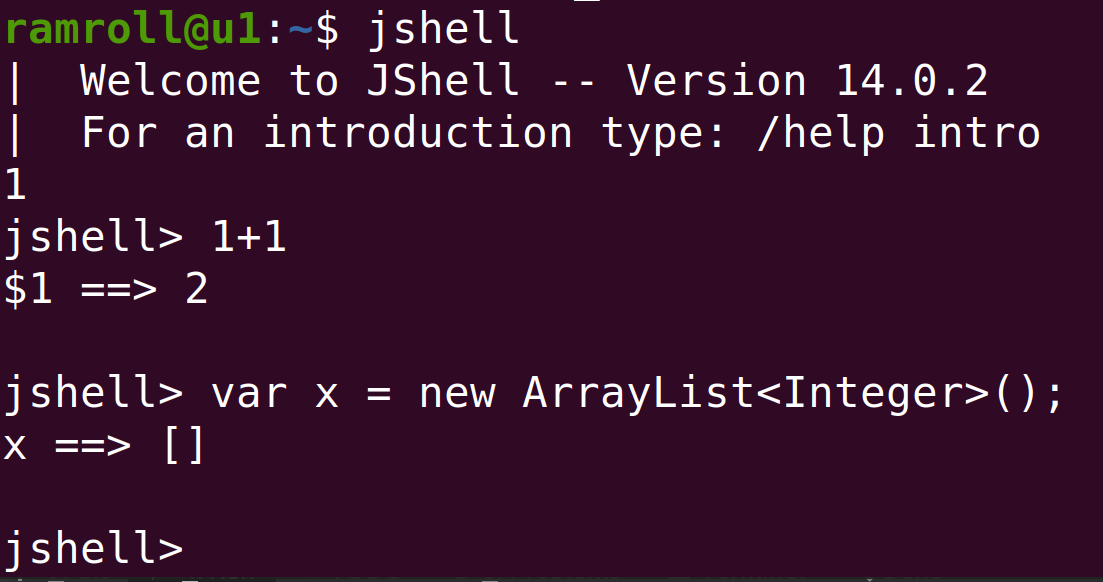 ramroll@u1:~$ jshell
|  Welcome to JShell -- Version 14.0.2
|  For an introduction type: /help intro
1
jshell> 1+1
$1 ==> 2
jshell> var x = new ArrayList<Integer>();
x ==> []
jshell>